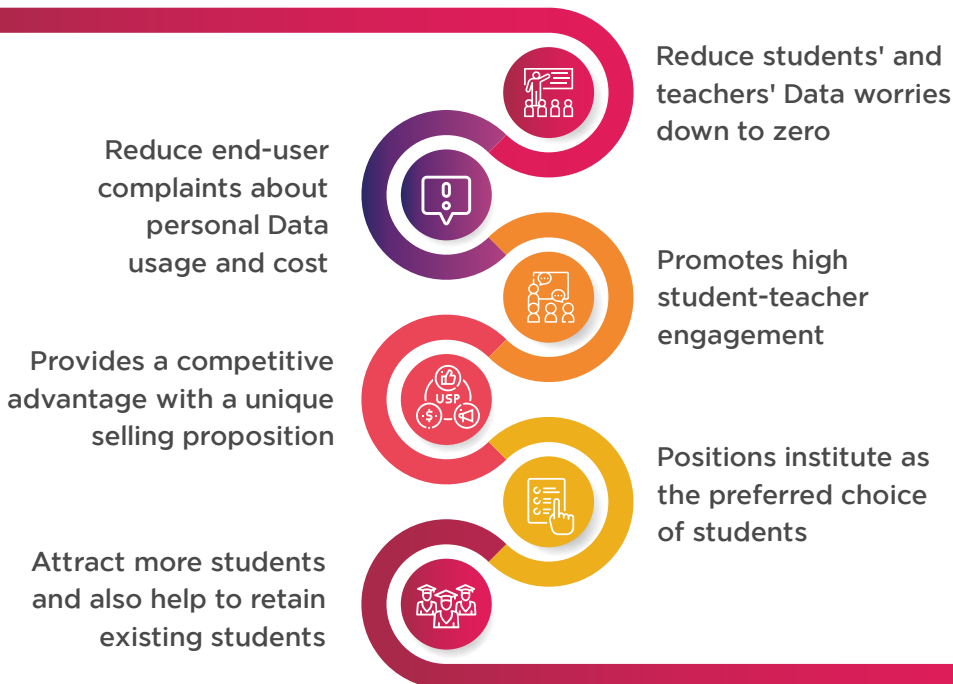 Reduce students' and
teachers' Data worries
down to zero
Reduce end-user
complaints about
personal Data
usage and cost
Promotes high
student-teacher
engagement
Provides a competitive
advantage with a unique
selling proposition
USP
$
Positions institute as
the preferred choice
of students
Attract more students
and also help to retain
existing students